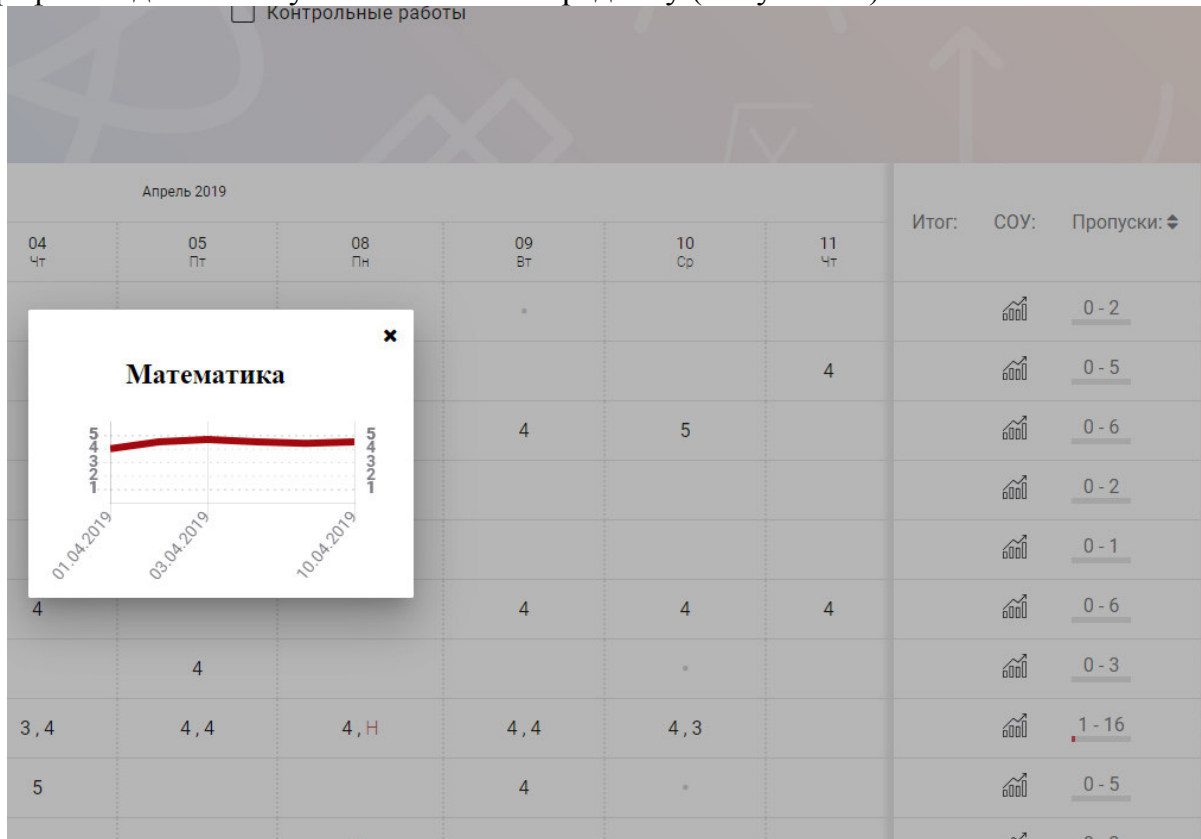 Контрольные работы
Апрель 2019
Итог: СОУ: Пропуски:
04 05 08 09 10 11
Чт Пт Пн Вт Ср Чт
0 - 2
Математика
4 0 - 5
5 5
4 4
3 3
2 2
1 1
01.04.2019 03.04.2019 10.04.2019
4 5 0 - 6
0 - 2
0 - 1
4 4 4 4 0 - 6
4 0 - 3
3 , 4 4 , 4 4 , Н 4 , 4 4 , 3 1 - 16
5 4 0 - 5